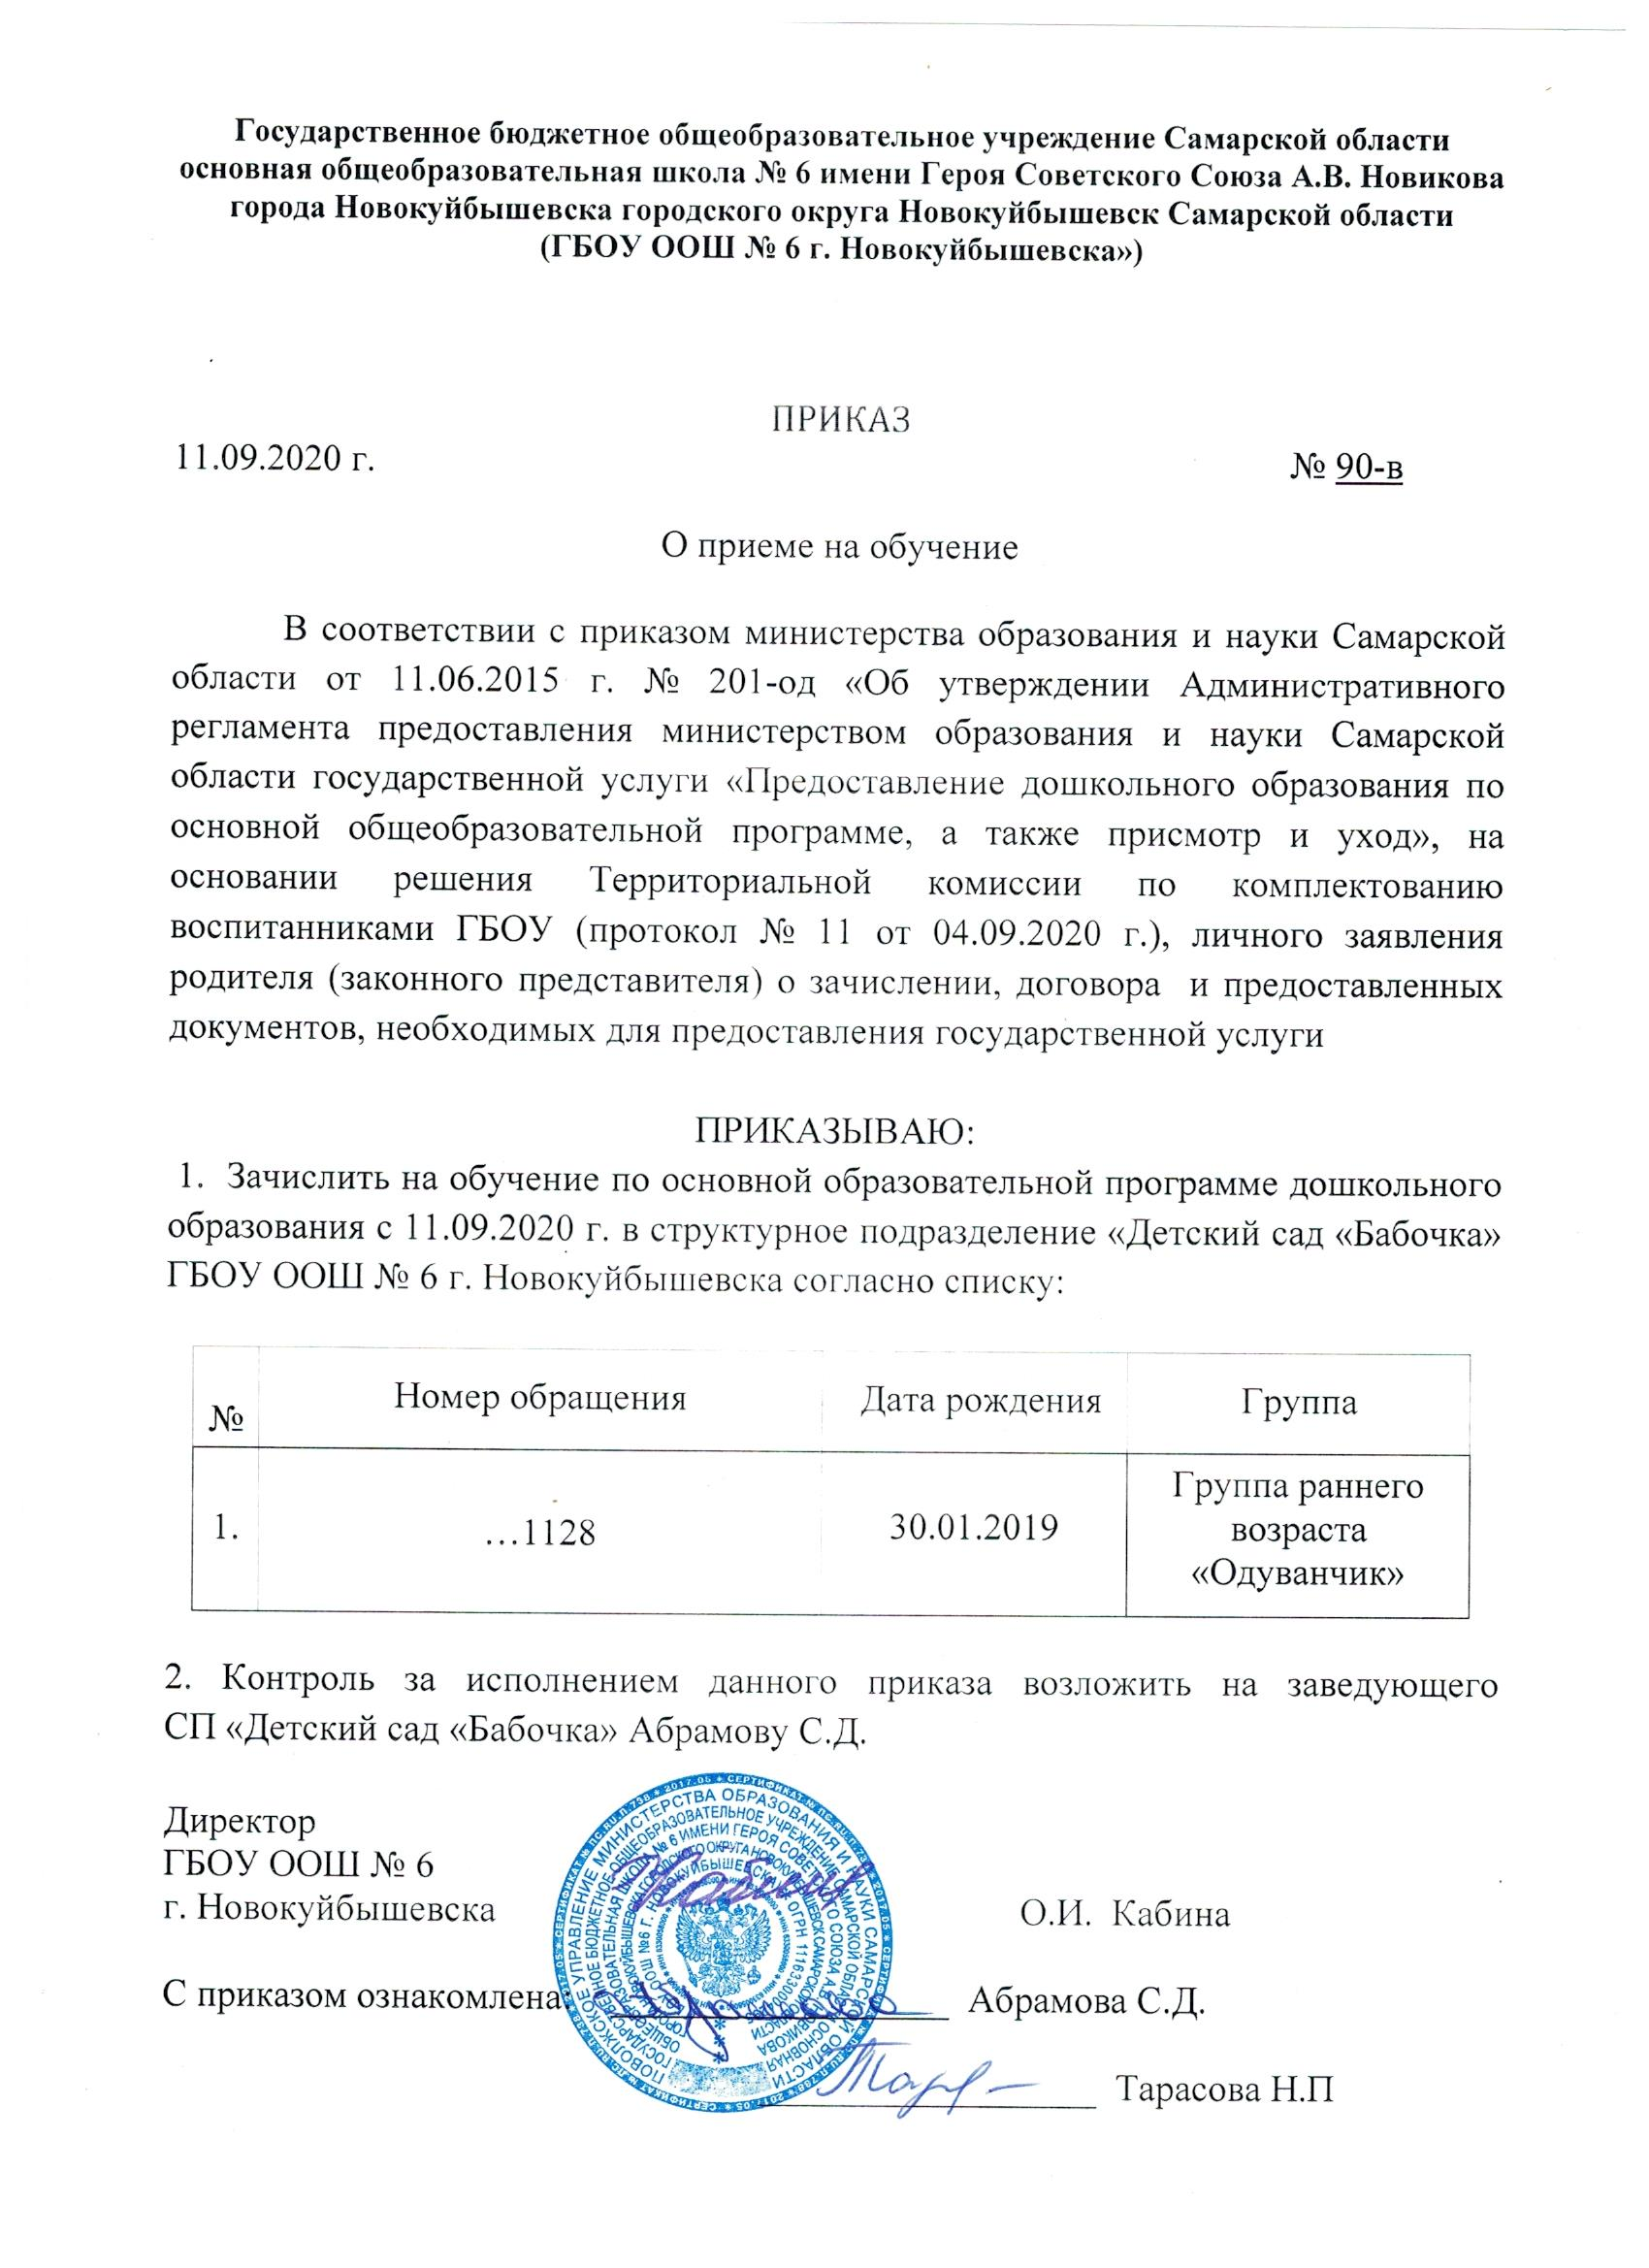 Государственное бюджетное общеобразовательное учреждение Самарской области
основная общеобразовательная школа № 6 имени Героя Советского Союза А.В. Новикова
города Новокуйбышевска городского округа Новокуйбышевск Самарской области
(ГБОУ ООШ № 6 г. Новокуйбышевска»)
ПРИКАЗ
11.09.2020 г. № 90-в
О приеме на обучение
В соответствии с приказом министерства образования и науки Самарской
области от 11.06.2015 г. № 201-од «Об утверждении Административного
регламента предоставления министерством образования и науки Самарской
области государственной услуги «Предоставление дошкольного образования по
основной общеобразовательной программе, а также присмотр и уход», на
основании решения Территориальной комиссии по комплектованию
воспитанниками ГБОУ (протокол № 11 от 04.09.2020 г.), личного заявления
родителя (законного представителя) о зачислении, договора и предоставленных
документов, необходимых для предоставления государственной услуги
ПРИКАЗЫВАЮ:
1. Зачислить на обучение по основной образовательной программе дошкольного
образования с 11.09.2020 г. в структурное подразделение «Детский сад «Бабочка»
ГБОУ ООШ № 6 г. Новокуйбышевска согласно списку:
№ Номер обращения Дата рождения Группа
1. …1128 30.01.2019 Группа раннего
возраста
«Одуванчик»
2. Контроль за исполнением данного приказа возложить на заведующего
СП «Детский сад «Бабочка» Абрамову С.Д.
Директор
ГБОУ ООШ № 6
г. Новокуйбышевска О.И. Кабина
С приказом ознакомлена: Абрамова С.Д.
Тарасова Н.П